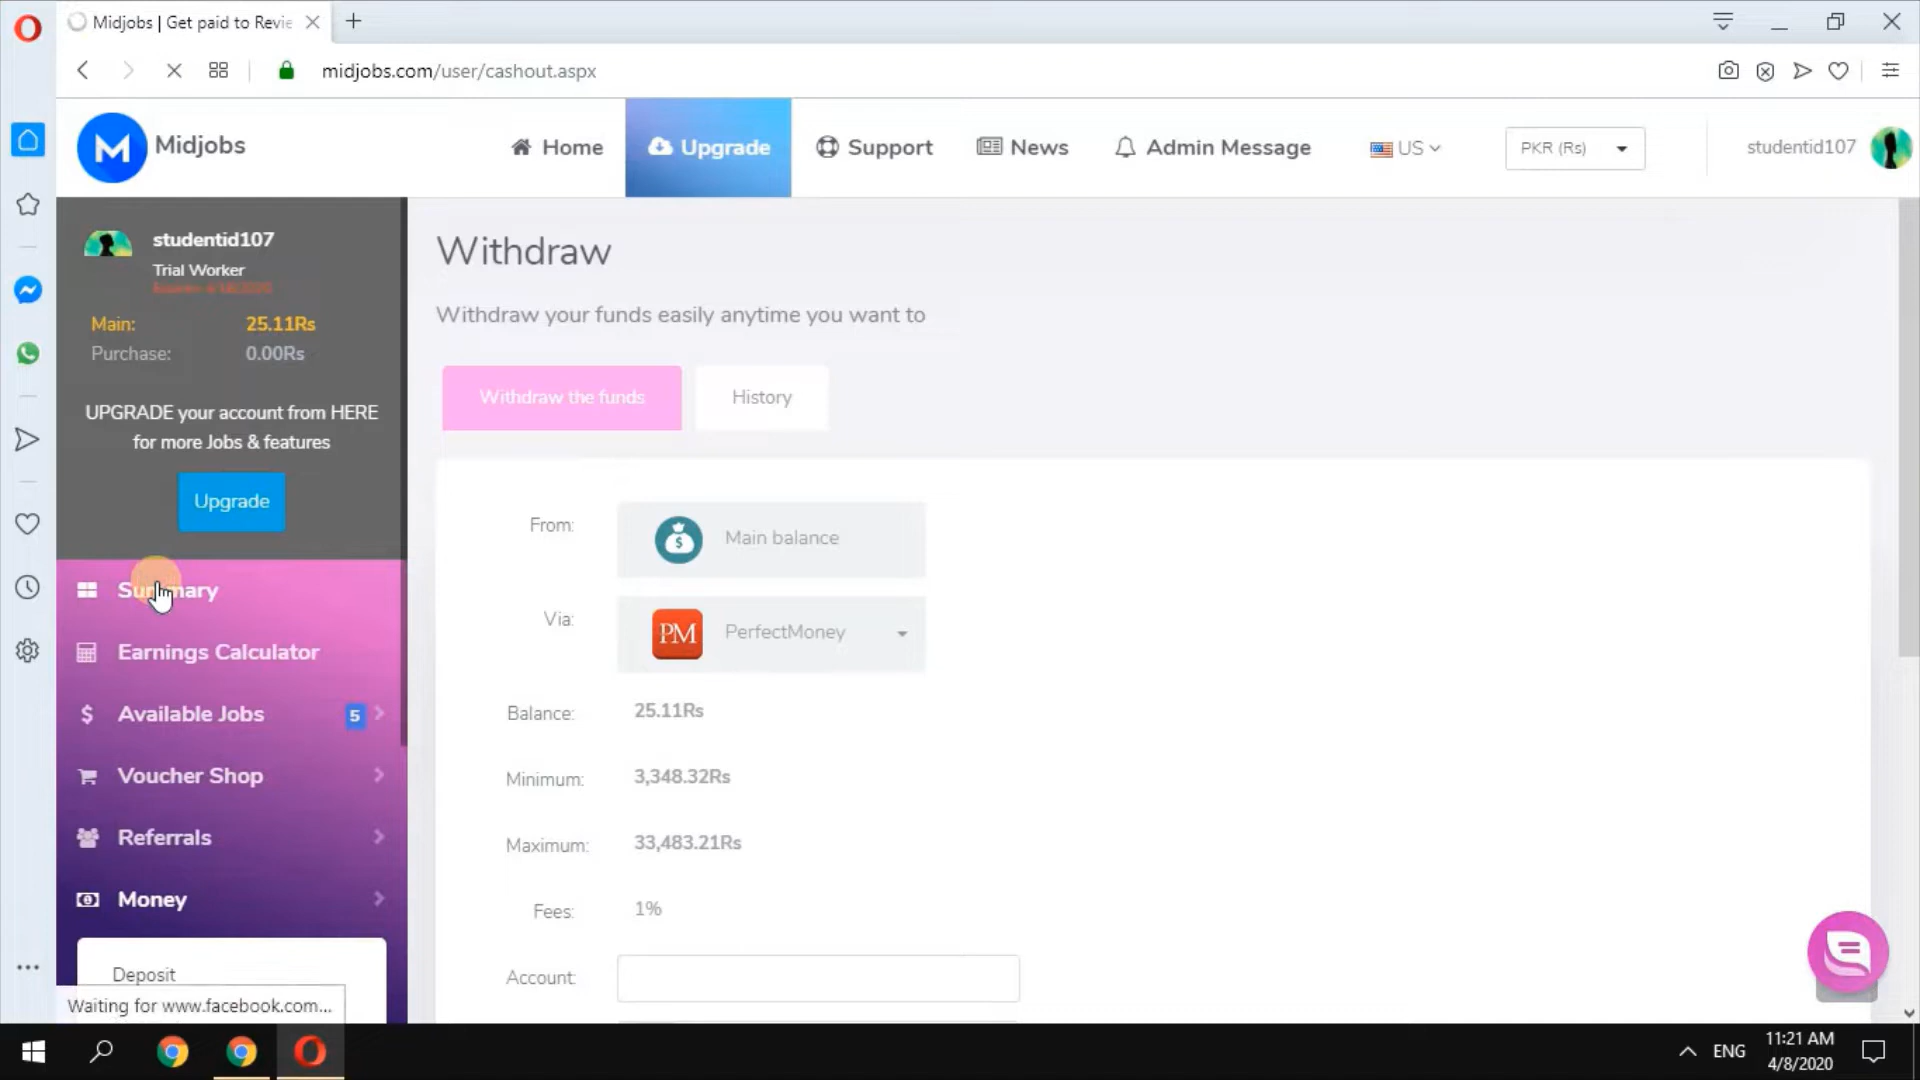 Midjobs | Get paid to Revie
midjobs.com/user/cashout.aspx
M Midjobs
Home
Upgrade
Support
News
Admin Message
US
PKR (Rs)
studentid107
studentid107
Trial Worker
Main: 25.11Rs
Purchase: 0.00Rs
UPGRADE your account from HERE
for more Jobs & features
Upgrade
Summary
Earnings Calculator
Available Jobs 5
Voucher Shop
Referrals
Money
Deposit
Waiting for www.facebook.com...
Withdraw
Withdraw your funds easily anytime you want to
Withdraw the funds
History
From: Main balance
Via: PM PerfectMoney
Balance: 25.11Rs
Minimum: 3,348.32Rs
Maximum: 33,483.21Rs
Fees: 1%
Account:
ENG
11:21 AM
4/8/2020